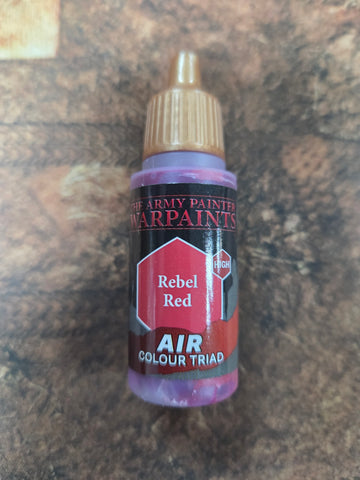 THE ARMY PAINTER
WARPAINTS
HIGH
Rebel
Red
AIR
COLOUR TRIAD